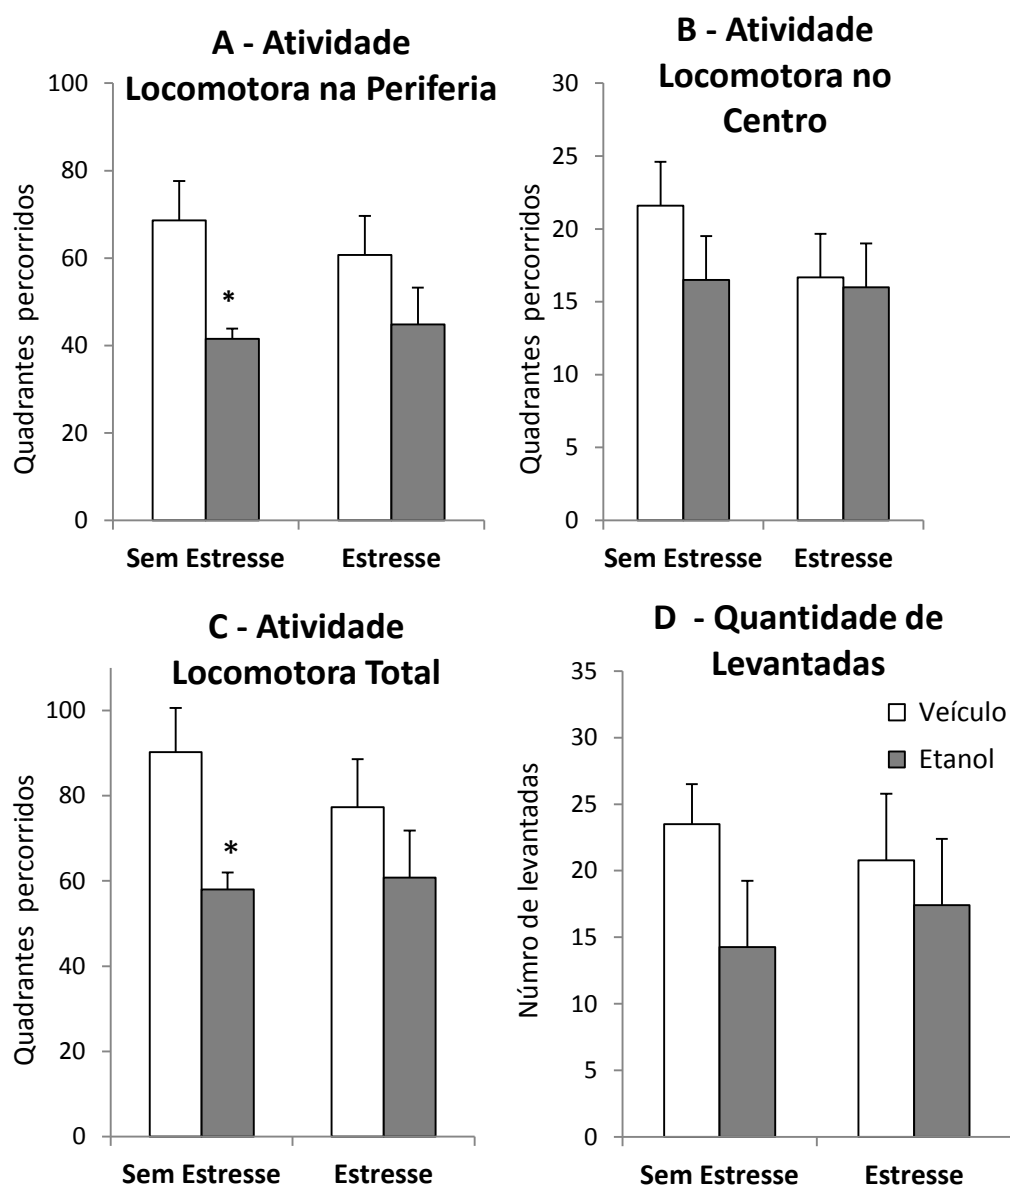 A - Atividade
Locomotora na Periferia
100
80
60
40
20
0
Quadrantes percorridos
*
Sem Estresse
Estresse
B - Atividade
Locomotora no
Centro
30
25
20
15
10
5
0
Quadrantes percorridos
Sem Estresse
Estresse
C - Atividade
Locomotora Total
100
80
60
40
20
0
Quadrantes percorridos
*
Sem Estresse
Estresse
D - Quantidade de
Levantadas
35
30
25
20
15
10
5
0
Númro de levantadas
Veículo
Etanol
Sem Estresse
Estresse